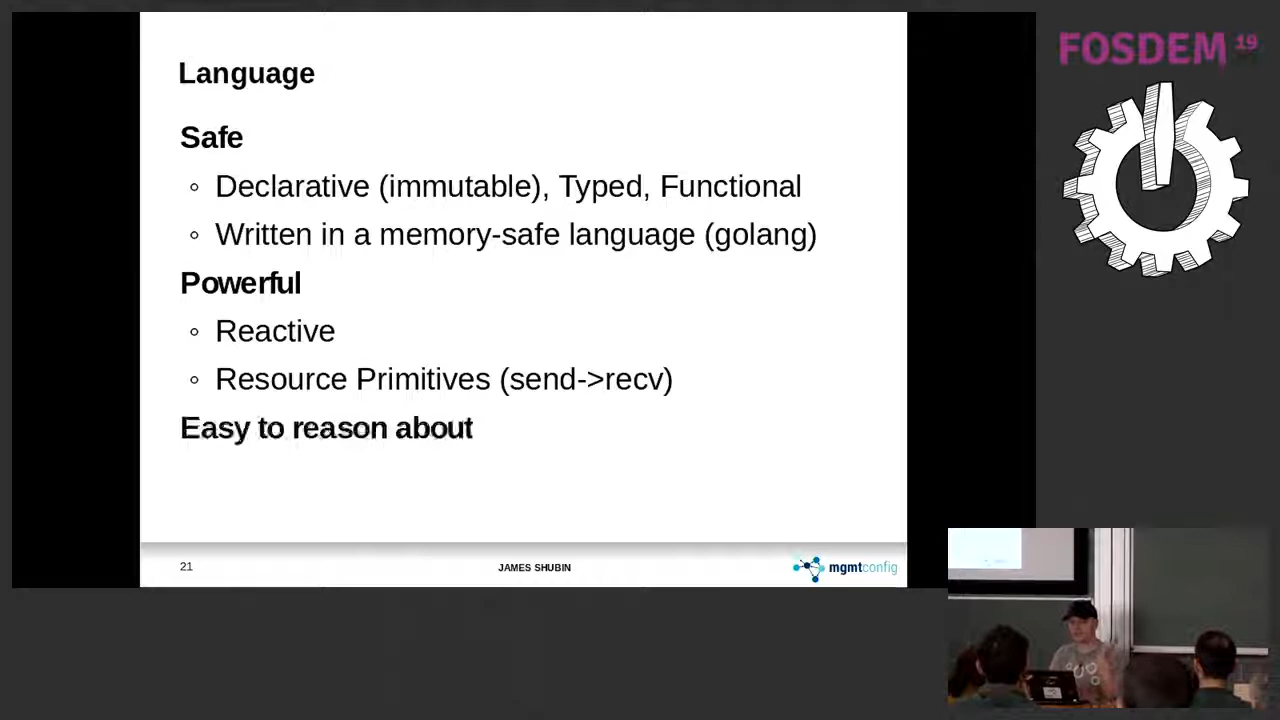 Language
Safe
◦ Declarative (immutable), Typed, Functional
◦ Written in a memory-safe language (golang)
Powerful
◦ Reactive
◦ Resource Primitives (send->recv)
Easy to reason about
21
JAMES SHUBIN
mgmtconfig
FOSDEM 19